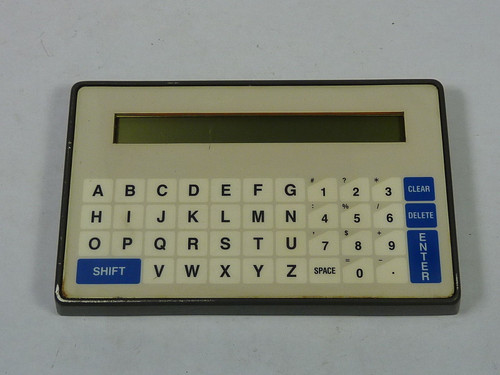 A B C D E F G # 1 ? 2 * 3 CLEAR
H I J K L M N : 4 % 5 / 6 DELETE
O P Q R S T U 7 $ 8 + 9 ENTER
SHIFT V W X Y Z SPACE = 0 - .